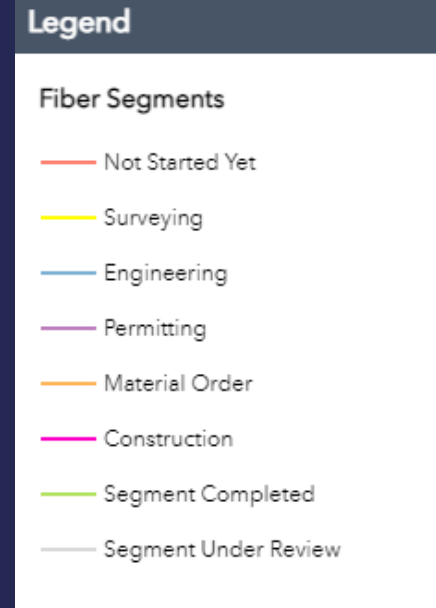 Legend
Fiber Segments
Not Started Yet
Surveying
Engineering
Permitting
Material Order
Construction
Segment Completed
Segment Under Review